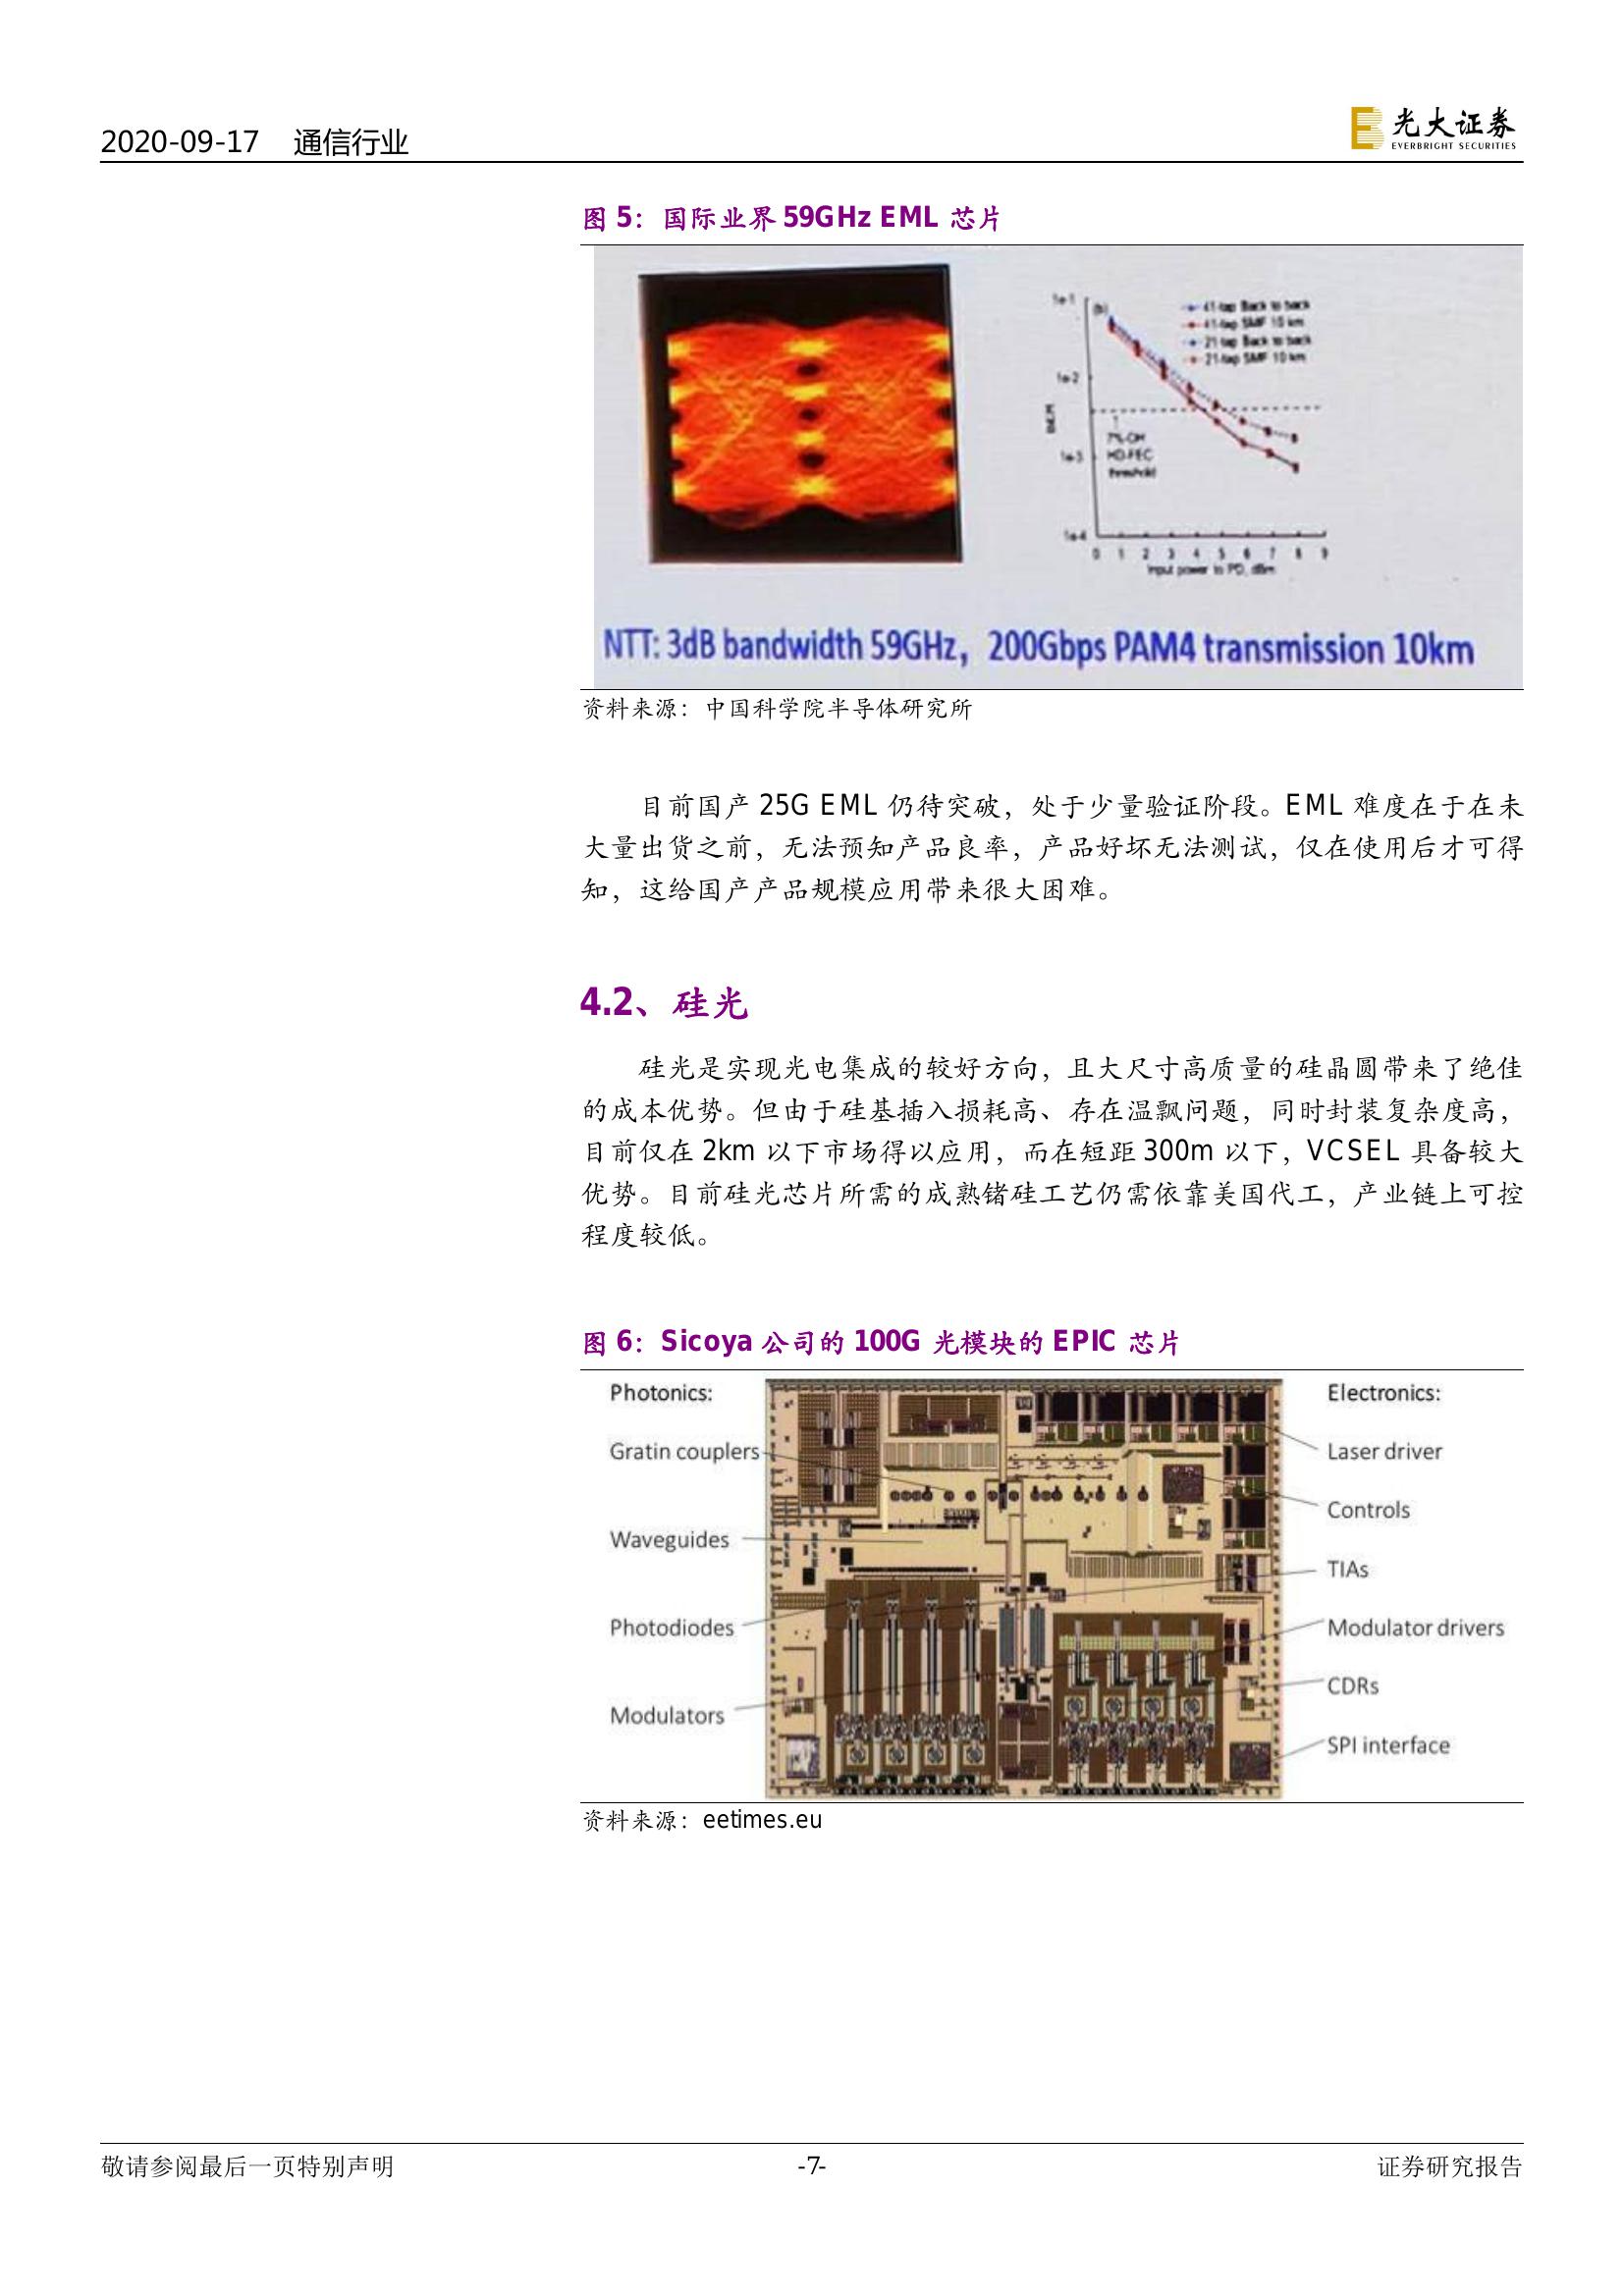 2020-09-17 通信行业
光大证券
EVERBRIGHT SECURITIES
图 5：国际业界 59GHz EML 芯片
1e-1
(b)
41-tap Back to back
41-tap SMF 10 km
21-tap Back to back
21-tap SMF 10 km
1e-2
BER
7%-OH
HD-FEC
threshold
1e-3
1e-4
0 1 2 3 4 5 6 7 8 9
Input power to PD, dBm
NTT: 3dB bandwidth 59GHz，200Gbps PAM4 transmission 10km
资料来源：中国科学院半导体研究所
目前国产 25G EML 仍待突破，处于少量验证阶段。EML 难度在于在未
大量出货之前，无法预知产品良率，产品好坏无法测试，仅在使用后才可得
知，这给国产产品规模应用带来很大困难。
4.2、硅光
硅光是实现光电集成的较好方向，且大尺寸高质量的硅晶圆带来了绝佳
的成本优势。但由于硅基插入损耗高、存在温飘问题，同时封装复杂度高，
目前仅在 2km 以下市场得以应用，而在短距 300m 以下，VCSEL 具备较大
优势。目前硅光芯片所需的成熟锗硅工艺仍需依靠美国代工，产业链上可控
程度较低。
图 6：Sicoya 公司的 100G 光模块的 EPIC 芯片
Photonics:
Gratin couplers
Waveguides
Photodiodes
Modulators
Electronics:
Laser driver
Controls
TIAs
Modulator drivers
CDRs
SPI interface
资料来源：eetimes.eu
敬请参阅最后一页特别声明
-7-
证券研究报告